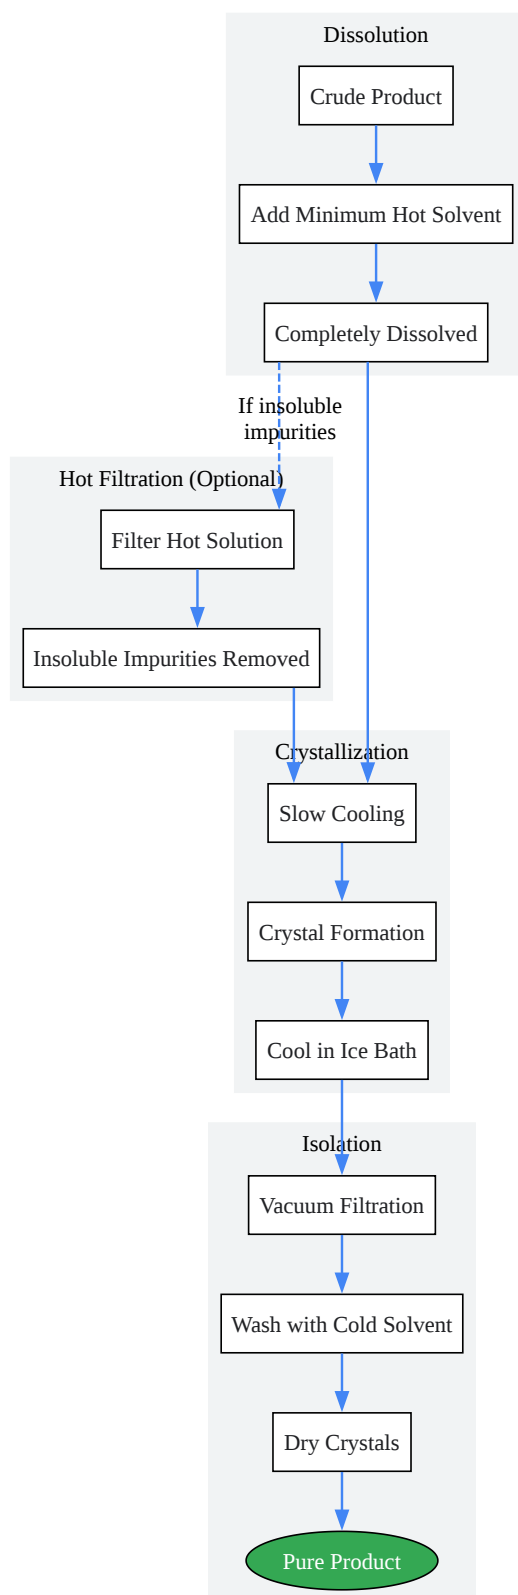 Dissolution
Crude Product
Add Minimum Hot Solvent
Completely Dissolved
If insoluble
impurities
Hot Filtration (Optional)
Filter Hot Solution
Insoluble Impurities Removed
Crystallization
Slow Cooling
Crystal Formation
Cool in Ice Bath
Isolation
Vacuum Filtration
Wash with Cold Solvent
Dry Crystals
Pure Product